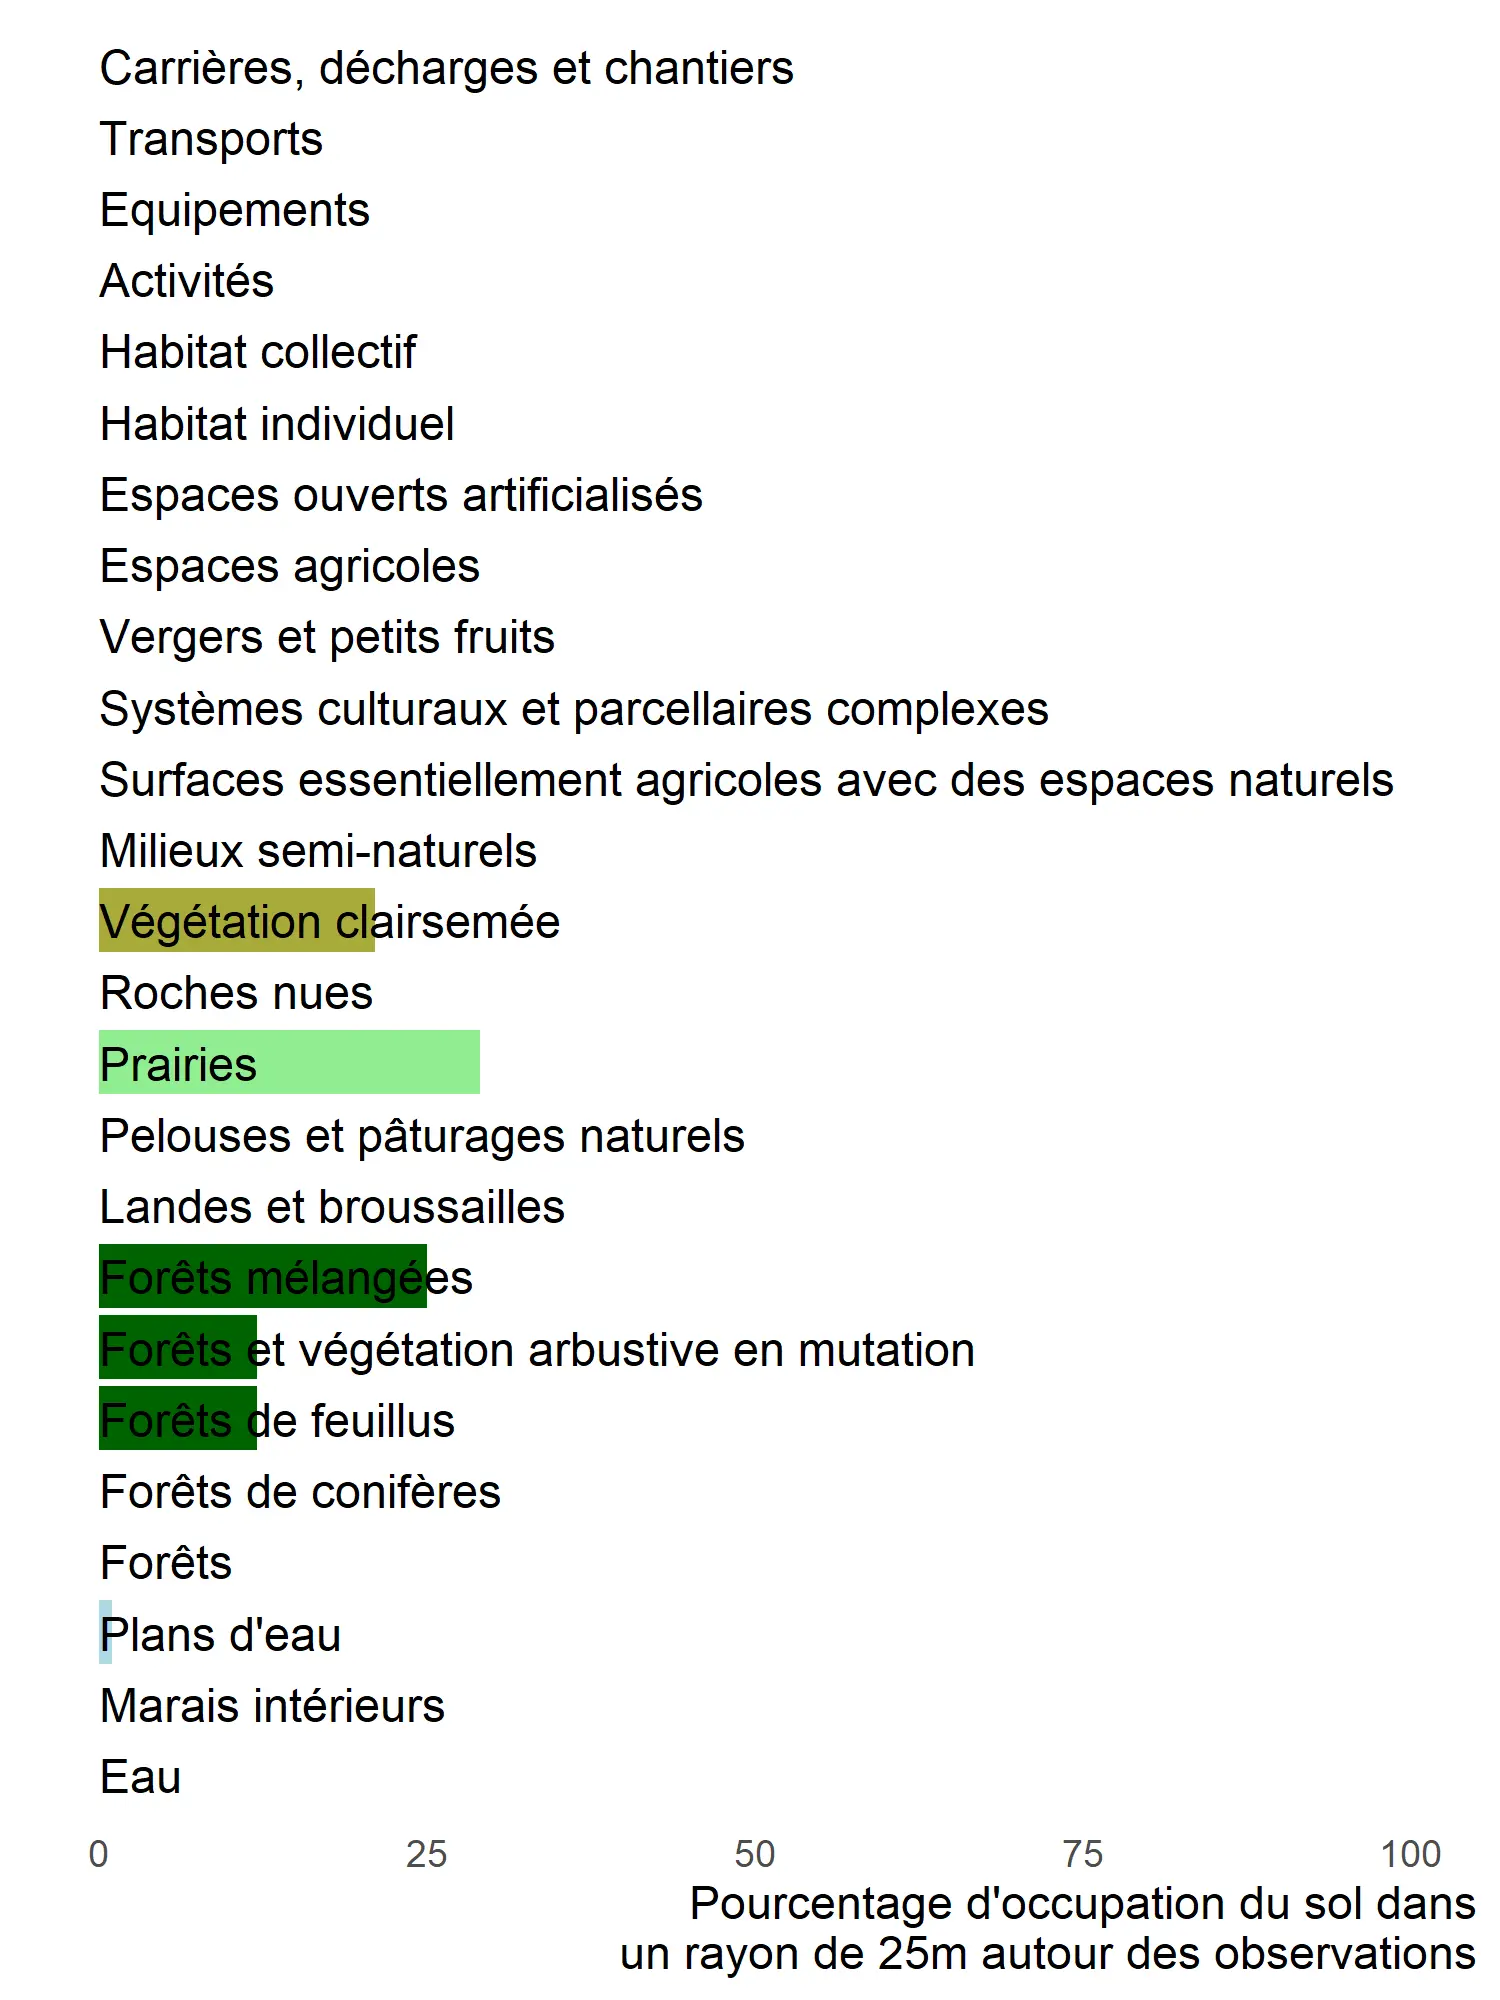 Carrières, décharges et chantiers
Transports
Equipements
Activités
Habitat collectif
Habitat individuel
Espaces ouverts artificialisés
Espaces agricoles
Vergers et petits fruits
Systèmes culturaux et parcellaires complexes
Surfaces essentiellement agricoles avec des espaces naturels
Milieux semi-naturels
Végétation clairsemée
Roches nues
Prairies
Pelouses et pâturages naturels
Landes et broussailles
Forêts mélangées
Forêts et végétation arbustive en mutation
Forêts de feuillus
Forêts de conifères
Forêts
Plans d'eau
Marais intérieurs
Eau
0 25 50 75 100
Pourcentage d'occupation du sol dans
un rayon de 25m autour des observations